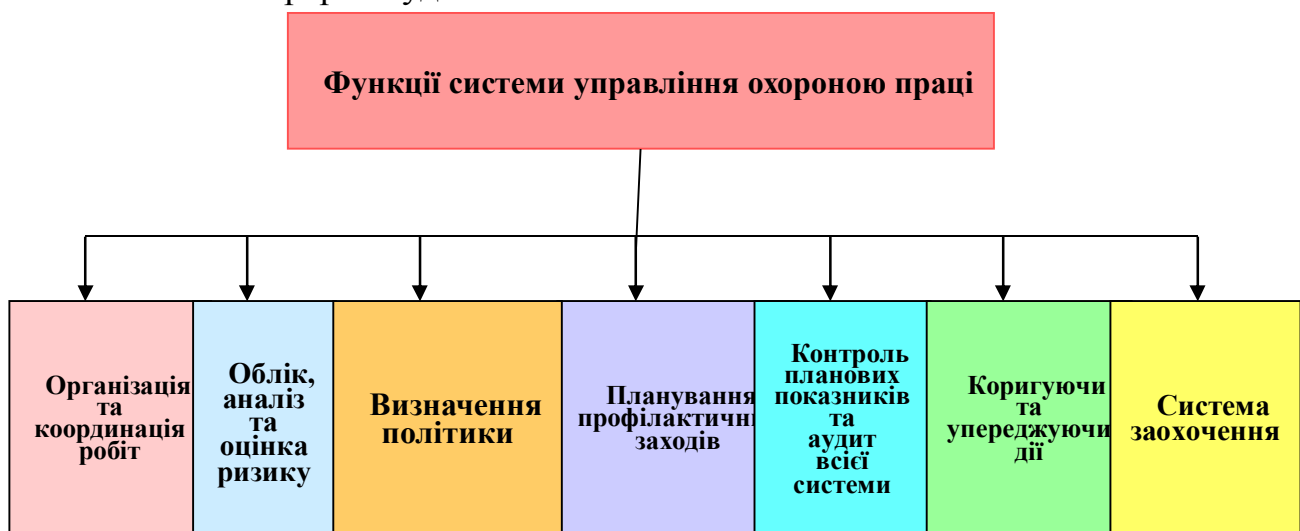 Функції системи управління охороною праці
Організація
та
координація
робіт
Облік,
аналіз
та
оцінка
ризику
Визначення
політики
Планування
заходів
Контроль
планових
показників
та
аудит
всієї
системи
Коригуючи
та
упереджуючи
дії
Система
заохочення